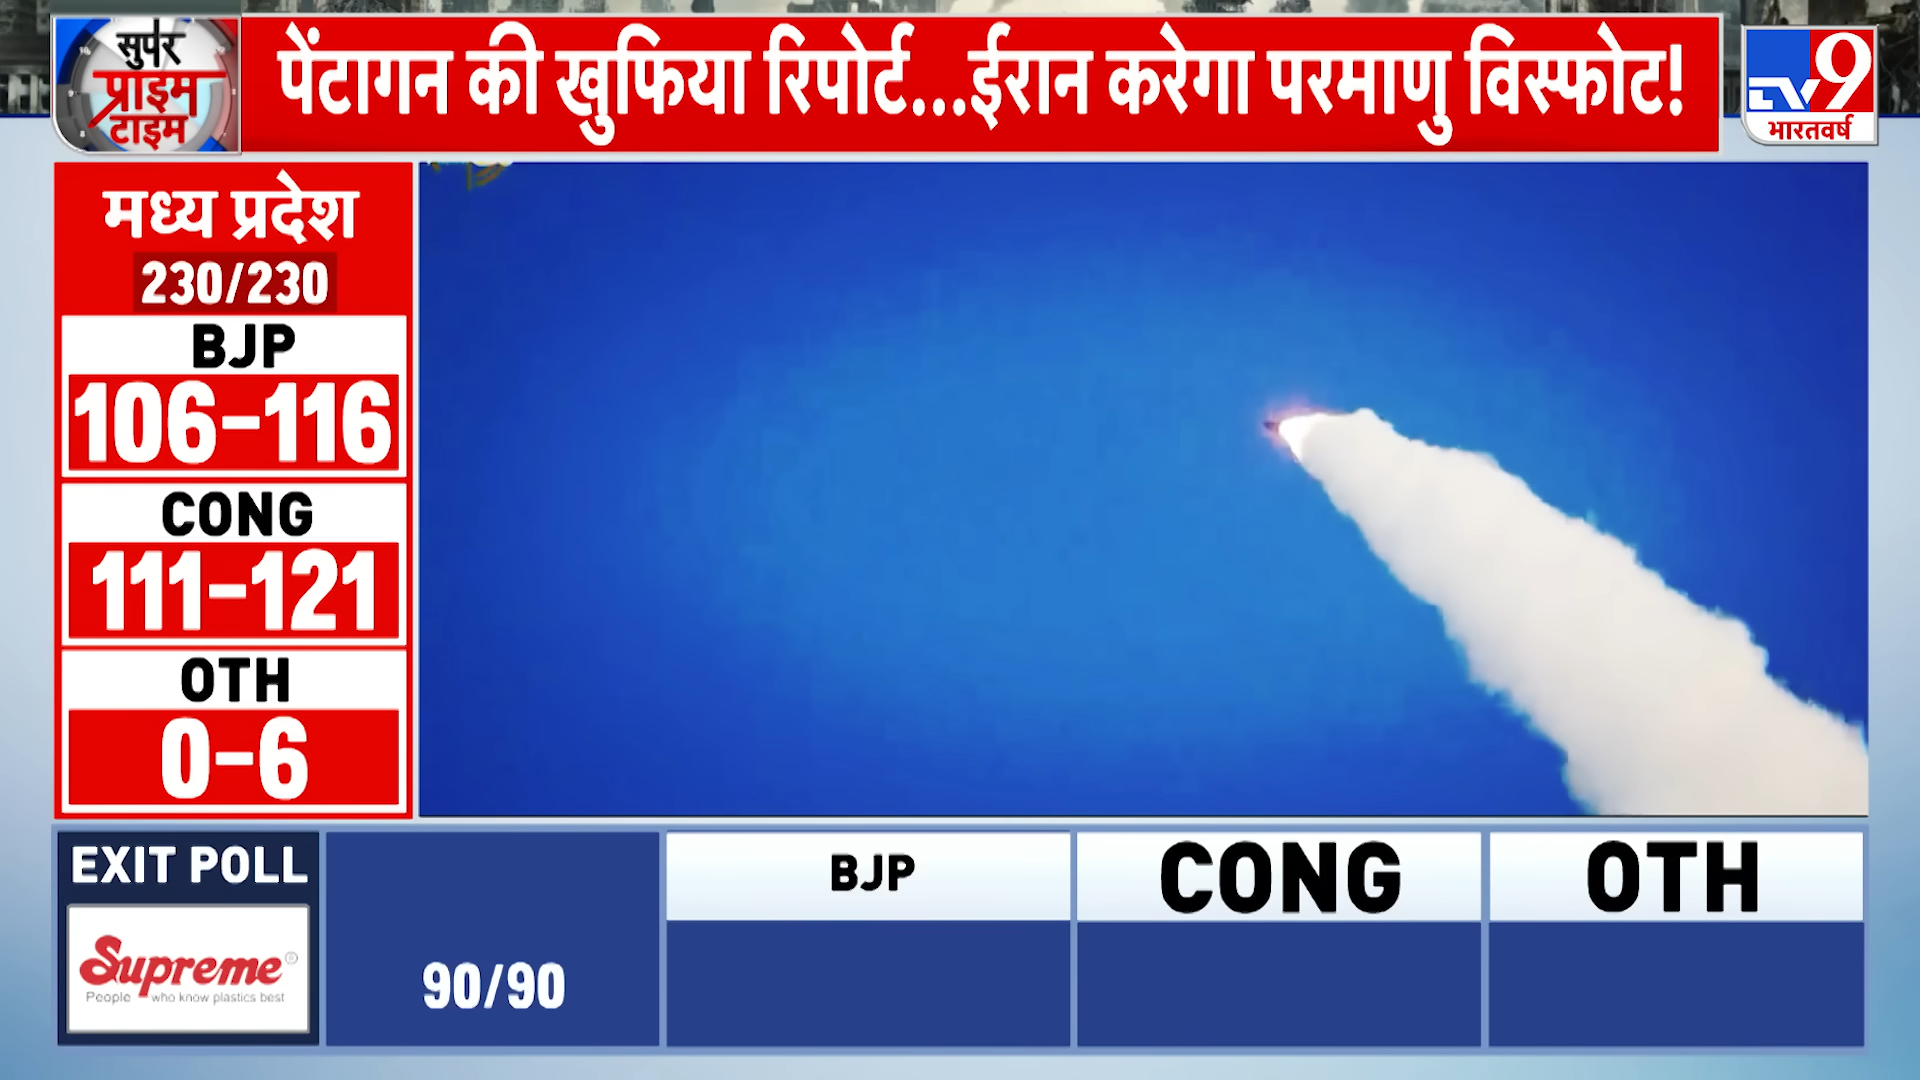 सुपर
प्राइम
टाइम
पेंटागन की खुफिया रिपोर्ट...ईरान करेगा परमाणु विस्फोट!
TV9
भारतवर्ष
मध्य प्रदेश
230/230
BJP
106-116
CONG
111-121
OTH
0-6
EXIT POLL
Supreme®
People who know plastics best
90/90
BJP
CONG
OTH